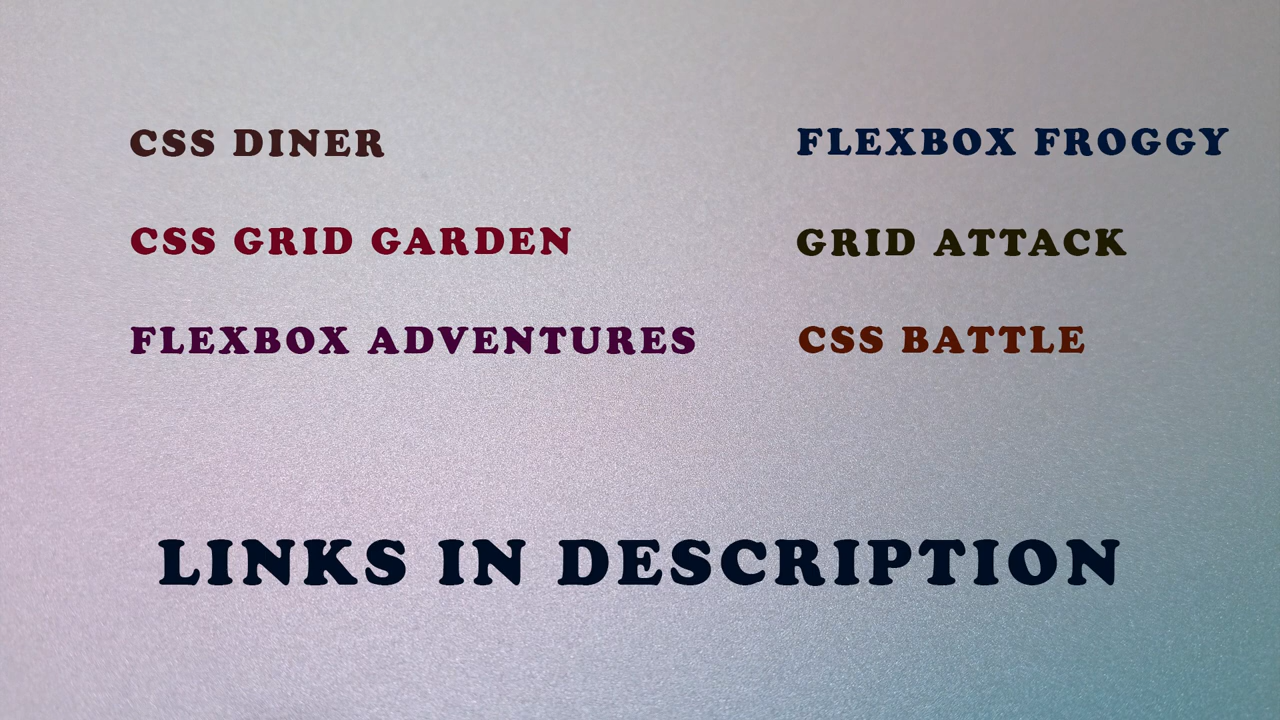 CSS DINER
FLEXBOX FROGGY
CSS GRID GARDEN
GRID ATTACK
FLEXBOX ADVENTURES
CSS BATTLE
LINKS IN DESCRIPTION